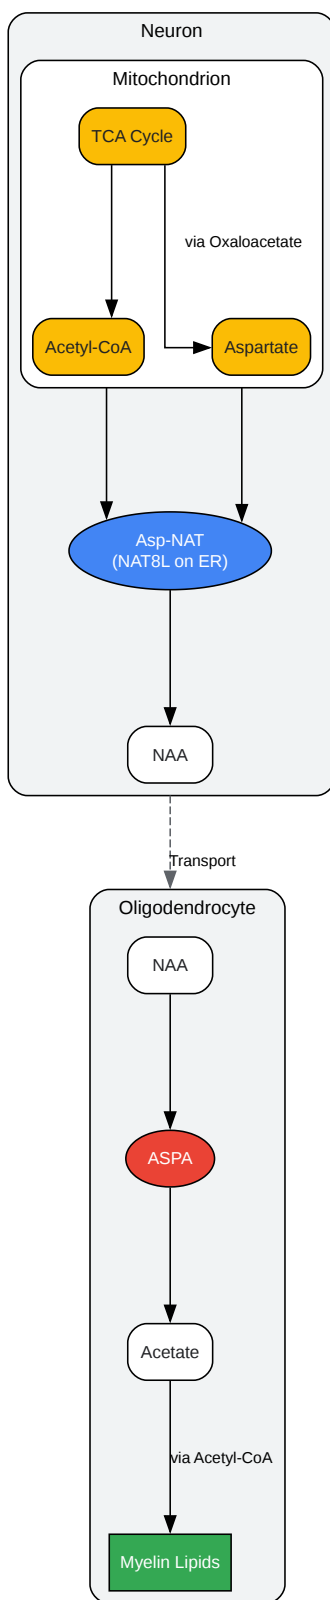 Neuron
Mitochondrion
TCA Cycle
via Oxaloacetate
Acetyl-CoA
Aspartate
Asp-NAT
(NAT8L on ER)
NAA
Transport
Oligodendrocyte
NAA
ASPA
Acetate
via Acetyl-CoA
Myelin Lipids